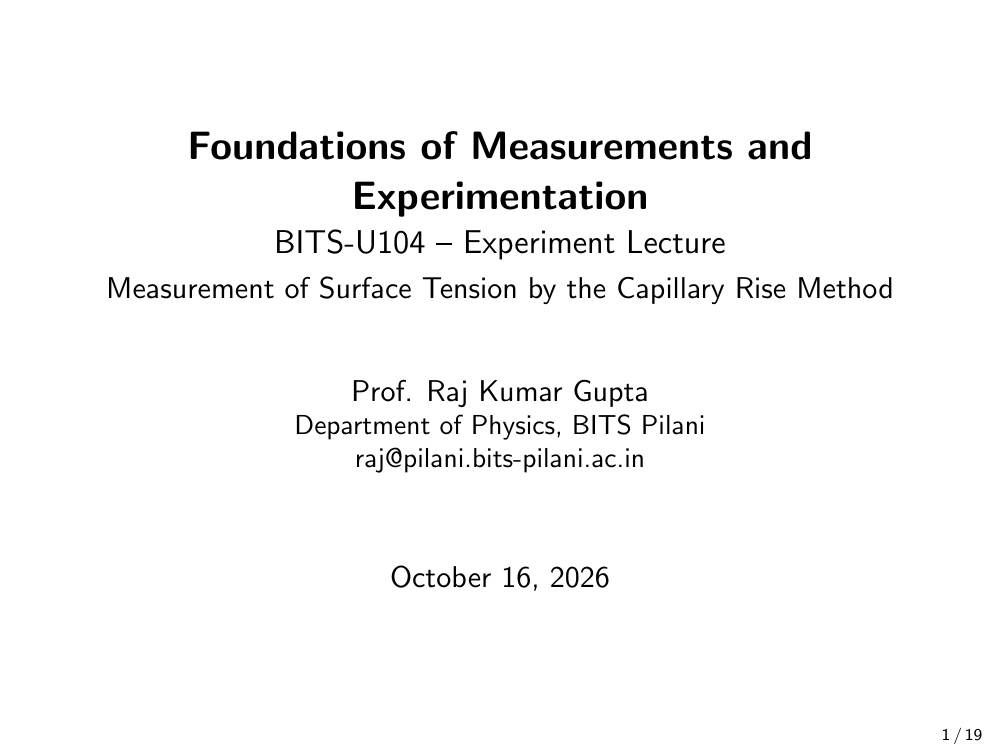 Foundations of Measurements and
Experimentation
BITS-U104 – Experiment Lecture
Measurement of Surface Tension by the Capillary Rise Method
Prof. Raj Kumar Gupta
Department of Physics, BITS Pilani
raj@pilani.bits-pilani.ac.in
October 16, 2026
1 / 19